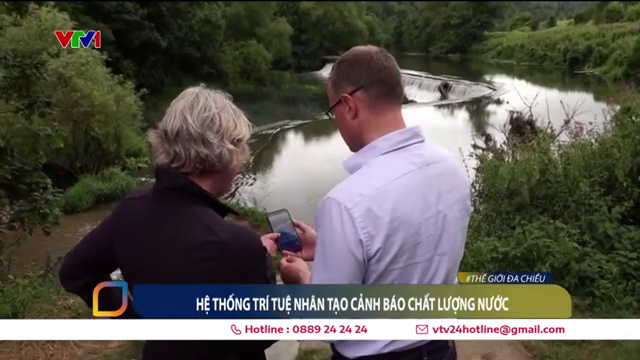 VTV1
#THẾ GIỚI ĐA CHIỀU
HỆ THỐNG TRÍ TUỆ NHÂN TẠO CẢNH BÁO CHẤT LƯỢNG NƯỚC
Hotline : 0889 24 24 24
vtv24hotline@gmail.com